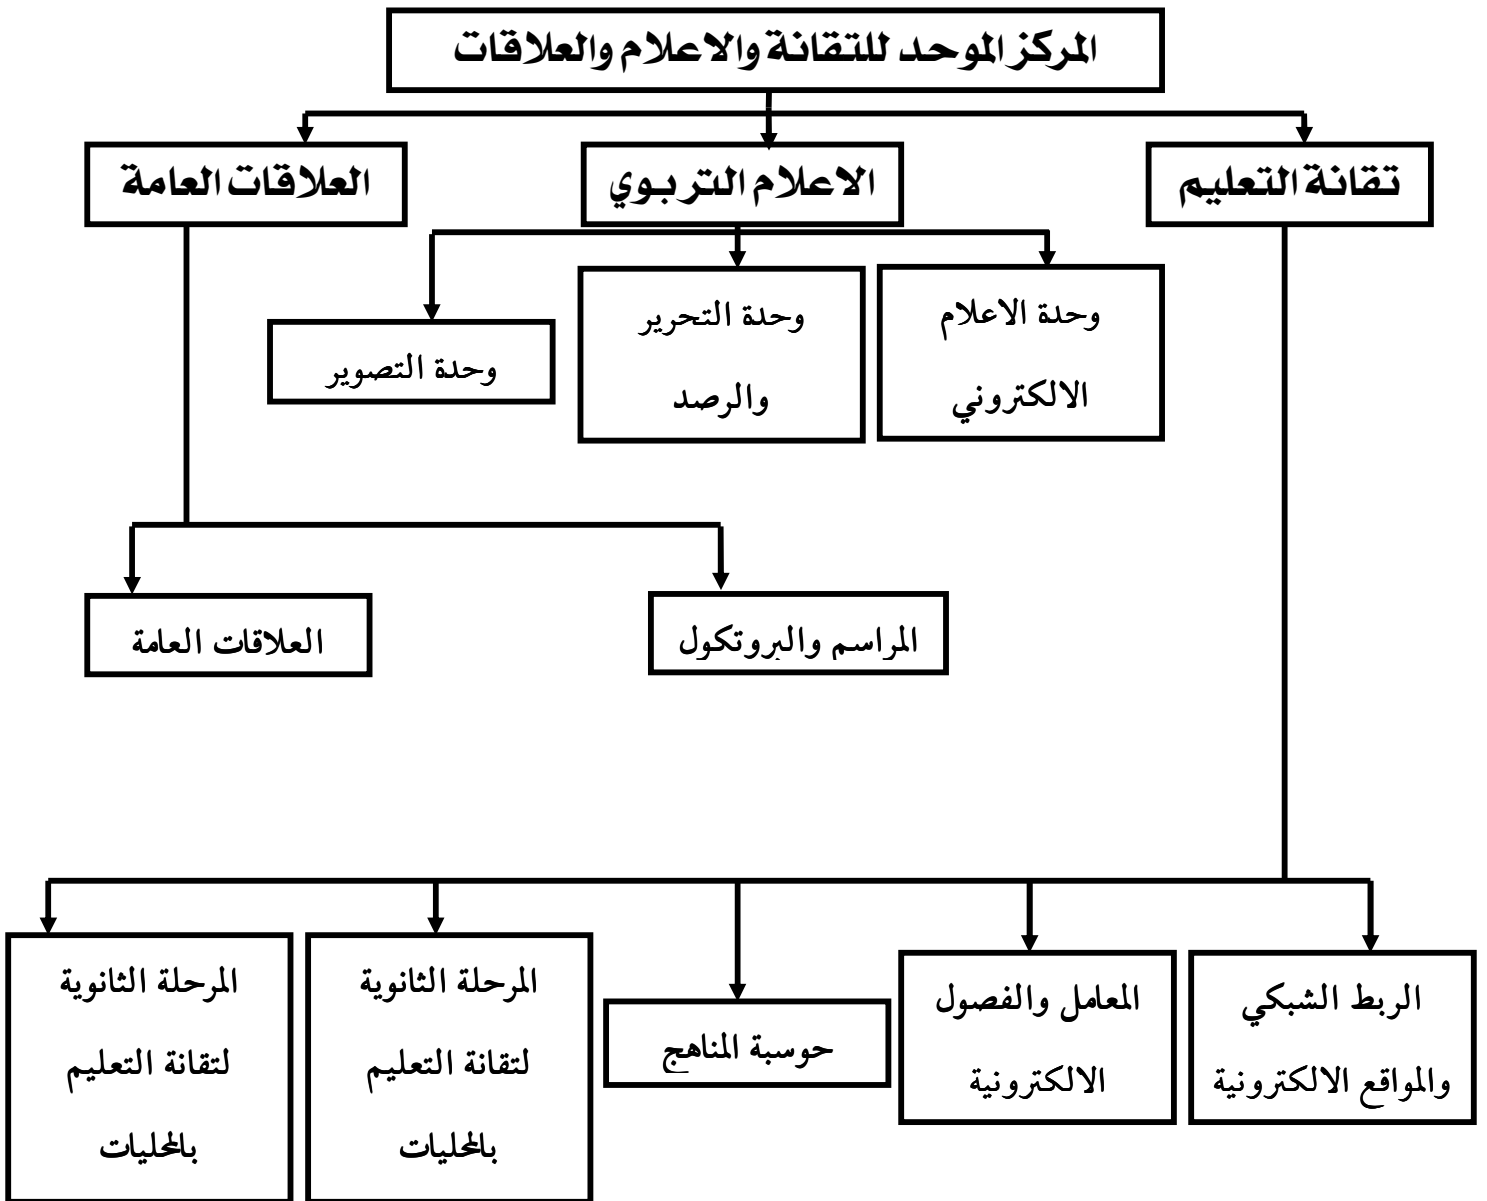 المركز الموحد للتقانة والاعلام والعلاقات
تقانة التعليم
الاعلام التربوي
العلاقات العامة
وحدة الاعلام
الالكتروني
وحدة التحرير
والرصد
وحدة التصوير
المراسم والبروتكول
العلاقات العامة
الربط الشبكي
والمواقع الالكترونية
المعامل والفصول
الالكترونية
حوسبة المناهج
المرحلة الثانوية
لتقانة التعليم
بالمحليات
المرحلة الثانوية
لتقانة التعليم
بالمحليات